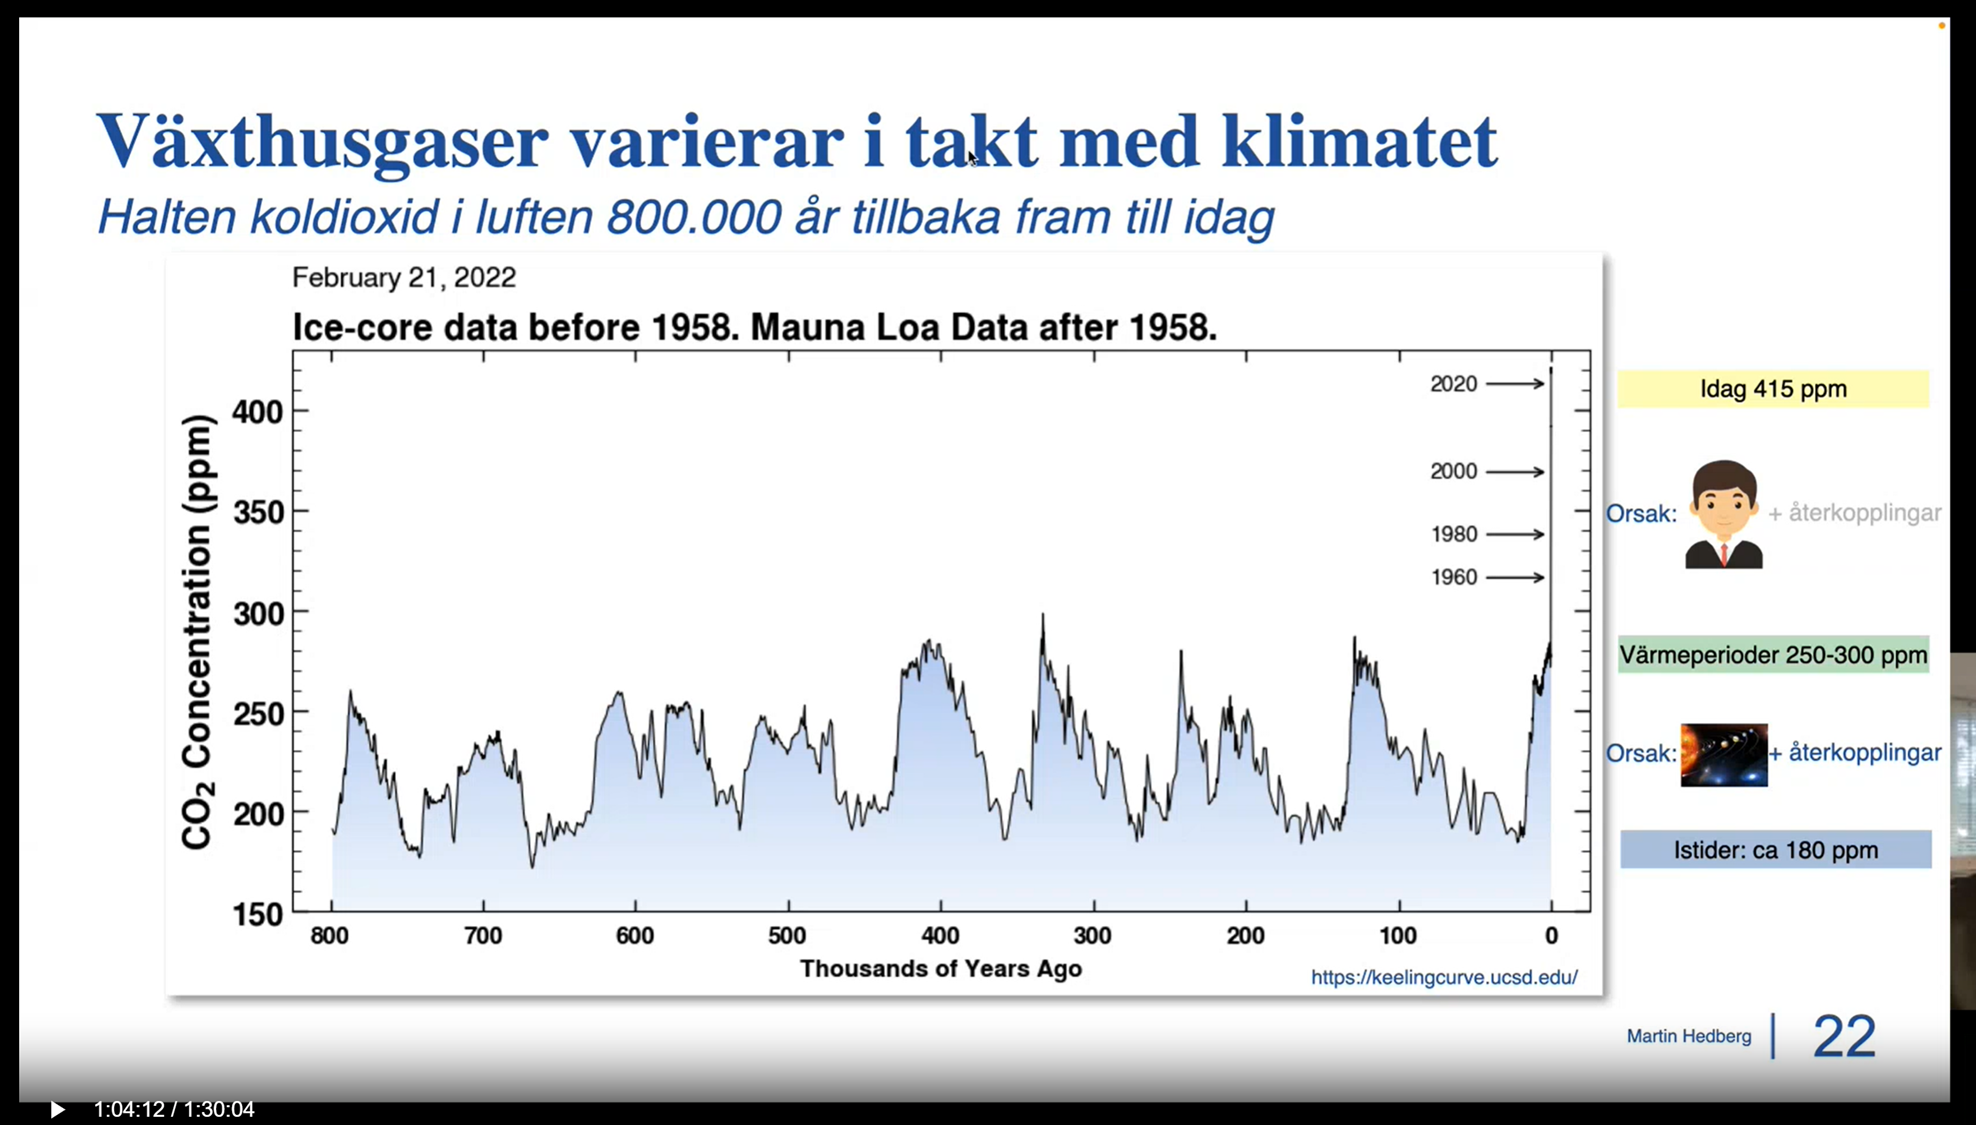 Växthusgaser varierar i takt med klimatet
Halten koldioxid i luften 800.000 år tillbaka fram till idag
February 21, 2022
Ice-core data before 1958. Mauna Loa Data after 1958.
CO₂ Concentration (ppm)
400
350
300
250
200
150
2020
2000
1980
1960
800 700 600 500 400 300 200 100 0
Thousands of Years Ago
https://keelingcurve.ucsd.edu/
Idag 415 ppm
Orsak: + återkopplingar
Värmeperioder 250-300 ppm
Orsak: + återkopplingar
Istider: ca 180 ppm
Martin Hedberg 22
1:04:12 / 1:30:04